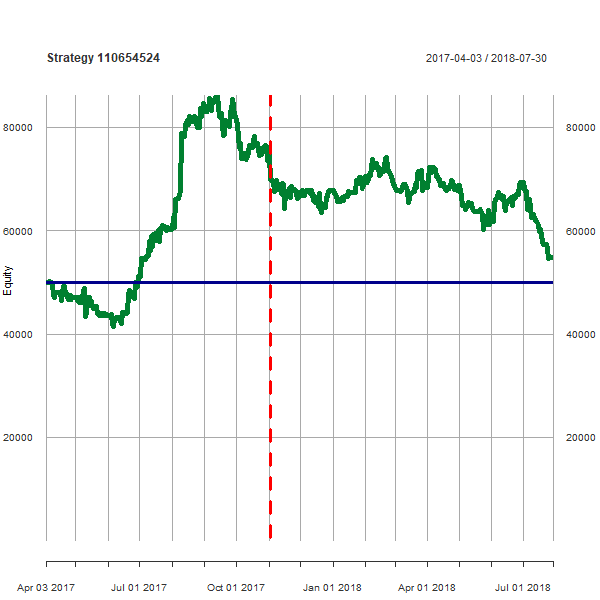 Strategy 110654524 2017-04-03 / 2018-07-30
80000 80000
60000 60000
Equity
40000 40000
20000 20000
Apr 03 2017 Jul 01 2017 Oct 01 2017 Jan 01 2018 Apr 01 2018 Jul 01 2018